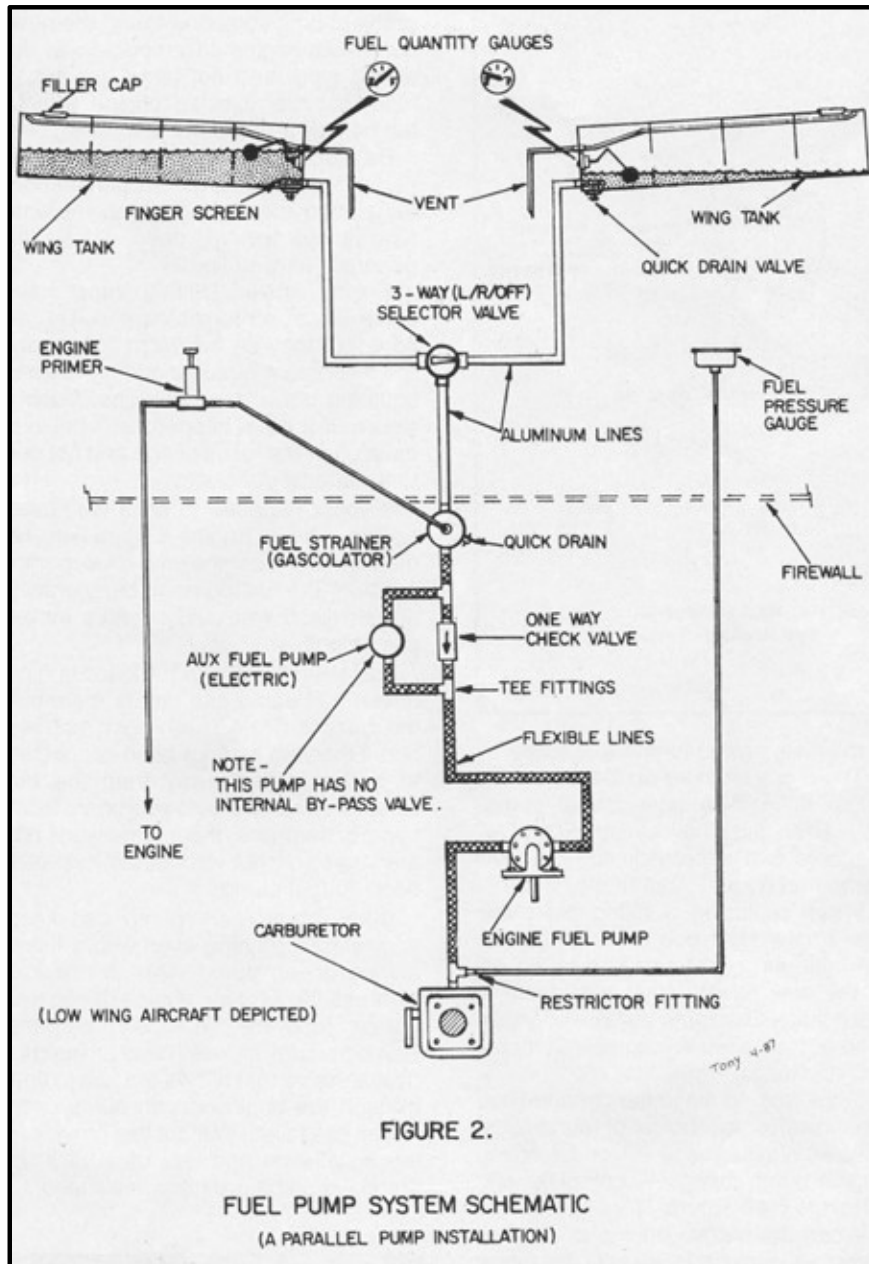 FUEL QUANTITY GAUGES
FILLER CAP
E
F
E
F
VENT
FINGER SCREEN
WING TANK
WING TANK
QUICK DRAIN VALVE
3-WAY (L/R/OFF)
SELECTOR VALVE
ENGINE
PRIMER
FUEL
PRESSURE
GAUGE
ALUMINUM LINES
FUEL STRAINER
(GASCOLATOR)
QUICK DRAIN
FIREWALL
ONE WAY
CHECK VALVE
AUX FUEL PUMP
(ELECTRIC)
TEE FITTINGS
FLEXIBLE LINES
NOTE-
THIS PUMP HAS NO
INTERNAL BY-PASS VALVE.
TO
ENGINE
ENGINE FUEL PUMP
CARBURETOR
RESTRICTOR FITTING
(LOW WING AIRCRAFT DEPICTED)
Tony 4-87
FIGURE 2.
FUEL PUMP SYSTEM SCHEMATIC
(A PARALLEL PUMP INSTALLATION)